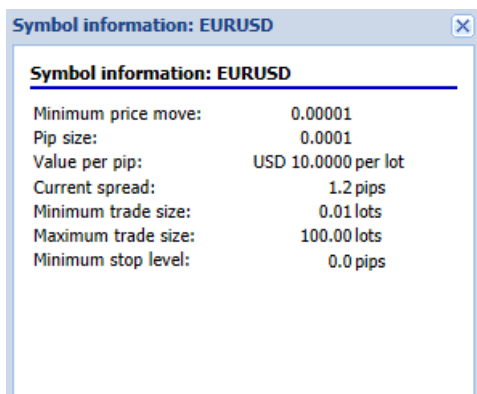 Symbol information: EURUSD
Symbol information: EURUSD
Minimum price move: 0.00001
Pip size: 0.0001
Value per pip: USD 10.0000 per lot
Current spread: 1.2 pips
Minimum trade size: 0.01 lots
Maximum trade size: 100.00 lots
Minimum stop level: 0.0 pips